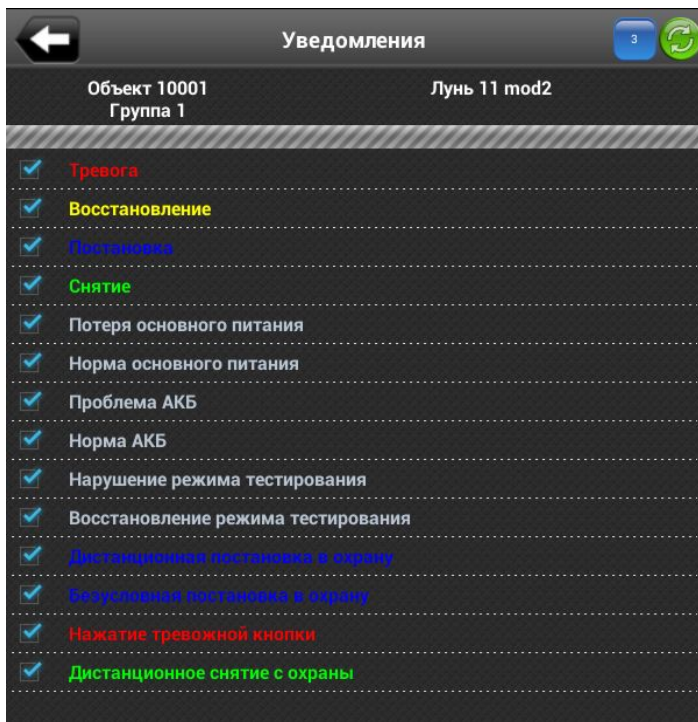 Уведомления
3
Объект 10001
Группа 1
Лунь 11 mod2
Тревога
Восстановление
Постановка
Снятие
Потеря основного питания
Норма основного питания
Проблема АКБ
Норма АКБ
Нарушение режима тестирования
Восстановление режима тестирования
Дистанционная постановка в охрану
Безусловная постановка в охрану
Нажатие тревожной кнопки
Дистанционное снятие с охраны